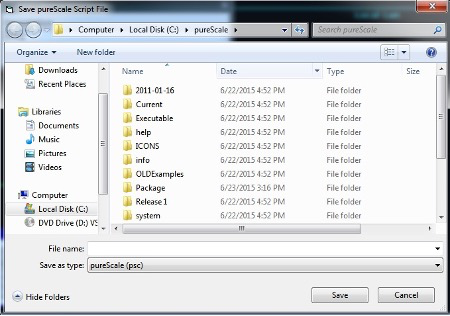 Save pureScale Script File
Computer Local Disk (C:) pureScale Search pureScale
Organize New folder
Downloads
Recent Places
Libraries
Documents
Music
Pictures
Videos
Computer
Local Disk (C:)
DVD Drive (D:) VS
Name Date Type Size
2011-01-16 6/22/2015 4:52 PM File folder
Current 6/22/2015 4:52 PM File folder
Executable 6/22/2015 4:52 PM File folder
help 6/22/2015 4:52 PM File folder
ICONS 6/22/2015 4:52 PM File folder
info 6/22/2015 4:52 PM File folder
OLDExamples 6/22/2015 4:52 PM File folder
Package 6/23/2015 3:16 PM File folder
Release1 6/22/2015 4:52 PM File folder
system 6/22/2015 4:52 PM File folder
File name:
Save as type: pureScale (psc)
Hide Folders Save Cancel